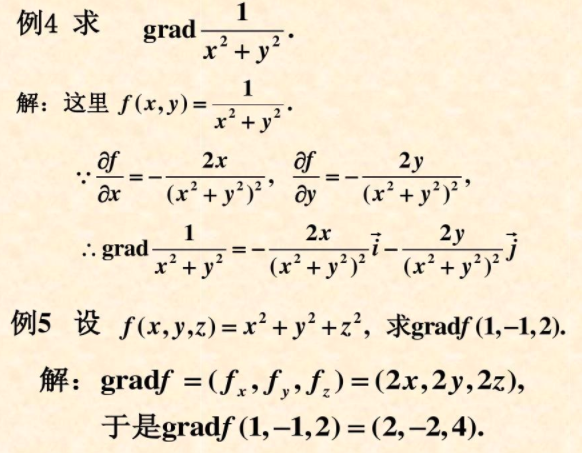 例4 求 grad 1/(x² + y²).
解：这里 f(x, y) = 1/(x² + y²).
∵ ∂f/∂x = − 2x/(x² + y²)², ∂f/∂y = − 2y/(x² + y²)²,
∴ grad 1/(x² + y²) = − 2x/(x² + y²)² i⃗ − 2y/(x² + y²)² j⃗
例5 设 f(x,y,z) = x² + y² + z², 求gradf (1,−1,2).
解：gradf = (fₓ, f_y, f_z) = (2x, 2y, 2z),
于是gradf (1,−1,2) = (2,−2,4).